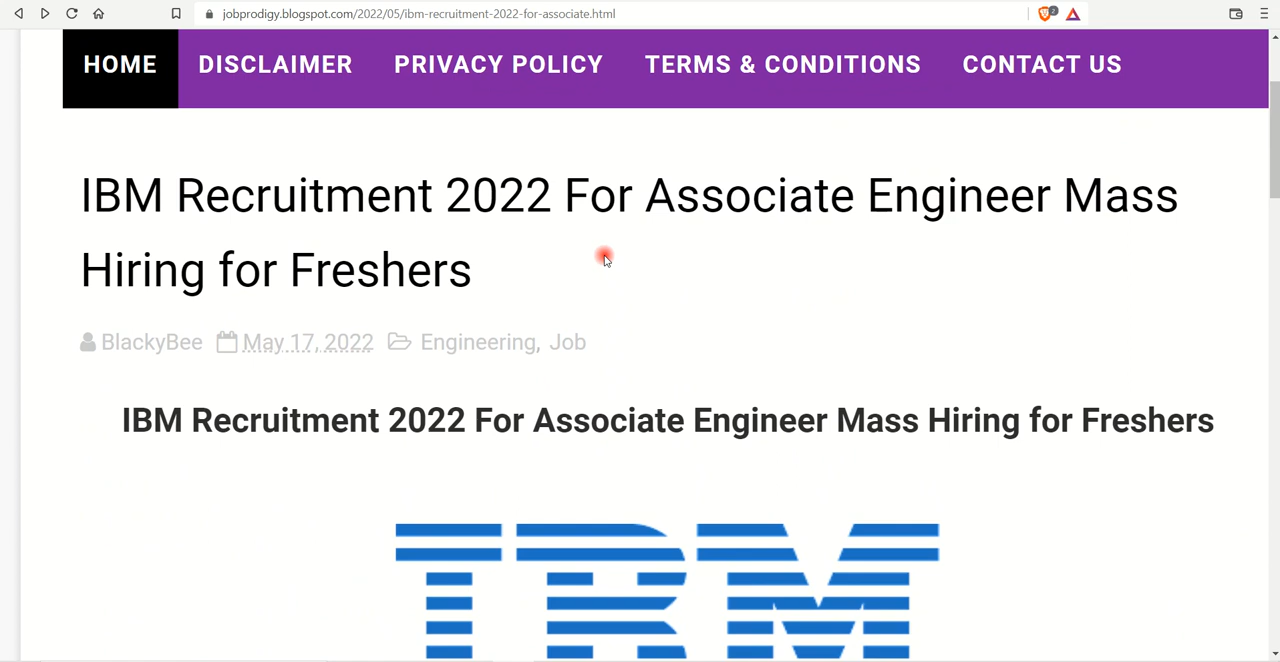 jobprodigy.blogspot.com/2022/05/ibm-recruitment-2022-for-associate.html
2
HOME DISCLAIMER PRIVACY POLICY TERMS & CONDITIONS CONTACT US
IBM Recruitment 2022 For Associate Engineer Mass
Hiring for Freshers
BlackyBee May 17, 2022 Engineering, Job
IBM Recruitment 2022 For Associate Engineer Mass Hiring for Freshers
IBM